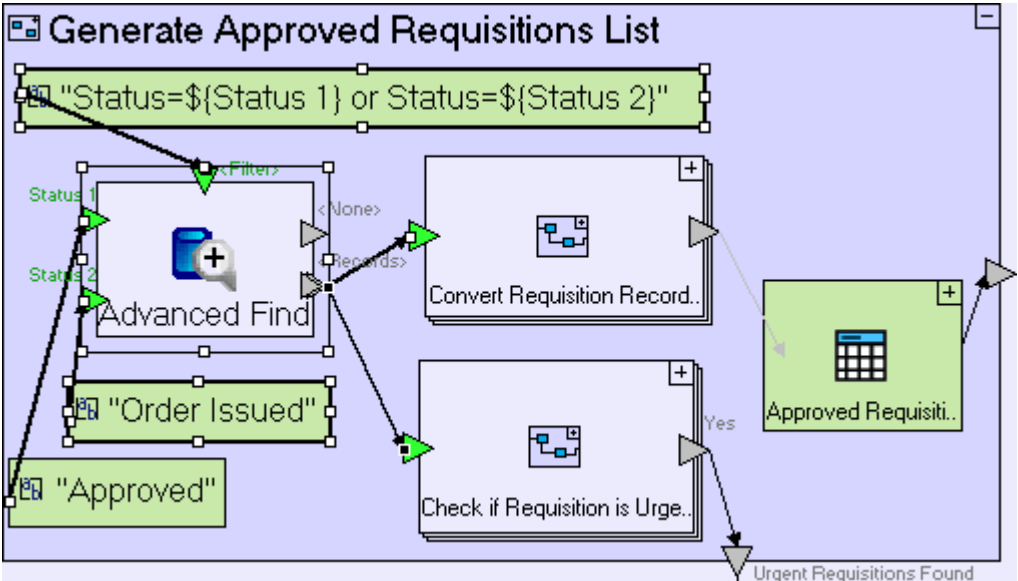 Generate Approved Requisitions List
"Status=${Status 1} or Status=${Status 2}"
<Filter>
Status 1
<None>
Status 2
<Records>
Advanced Find
Convert Requisition Record..
"Order Issued"
Approved Requisiti..
Yes
"Approved"
Check if Requisition is Urge..
Urgent Requisitions Found